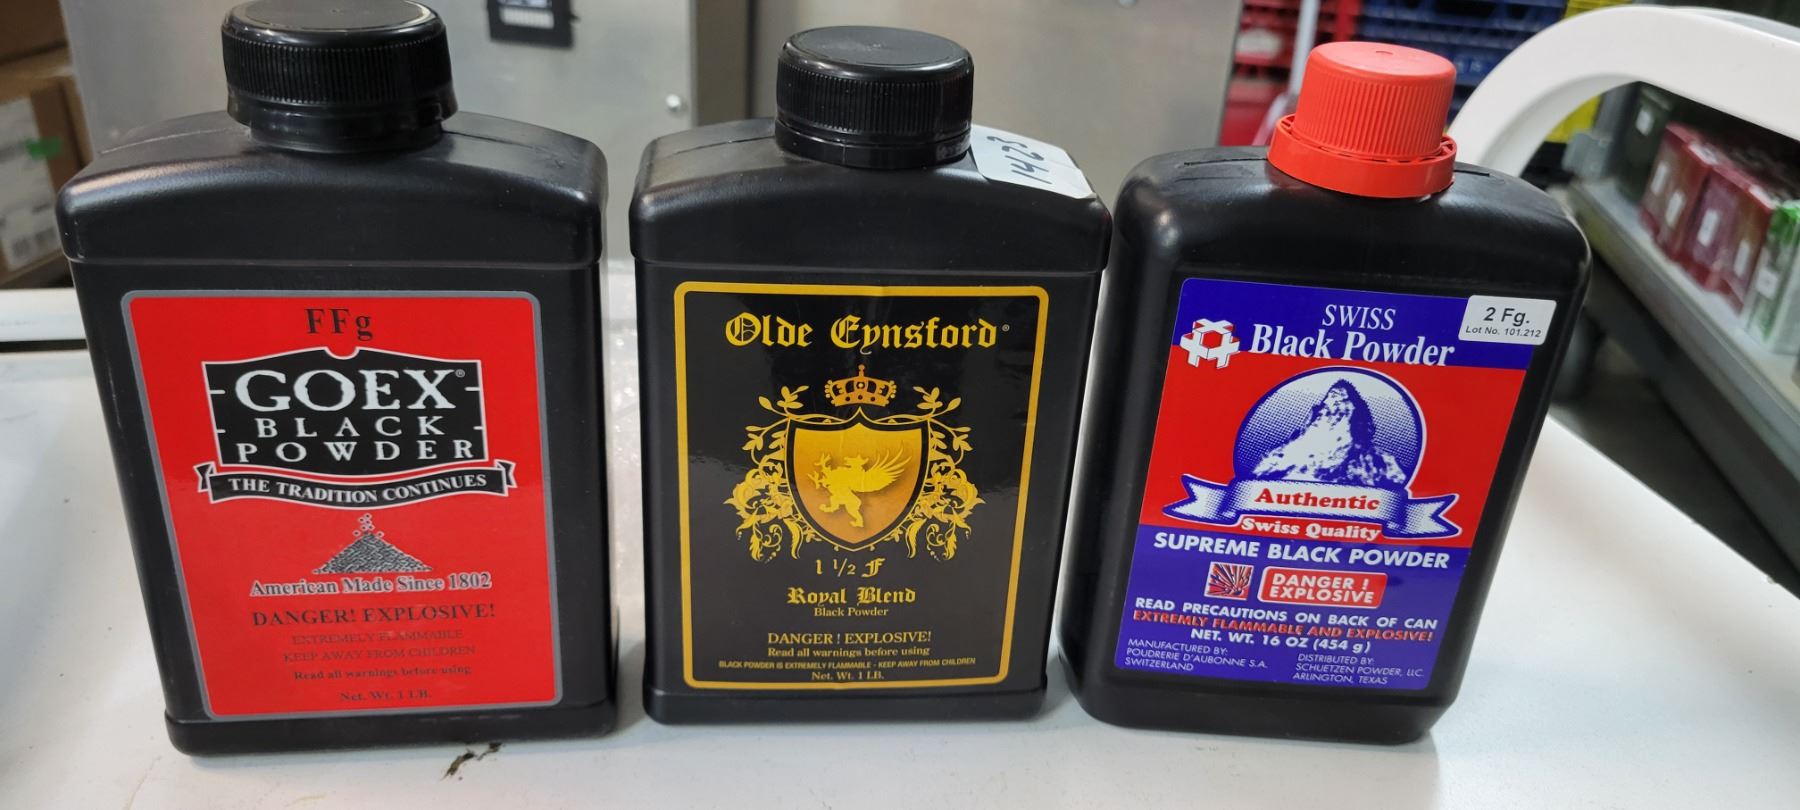 FFg
GOEX®
BLACK
POWDER
THE TRADITION CONTINUES
American Made Since 1802
DANGER! EXPLOSIVE!
EXTREMELY FLAMMABLE
KEEP AWAY FROM CHILDREN
Read all warnings before using
Net. Wt. 1 LB.
1423
Olde Eynsford®
1 1/2 F
Royal Blend
Black Powder
DANGER! EXPLOSIVE!
Read all warnings before using
BLACK POWDER IS EXTREMELY FLAMMABLE - KEEP AWAY FROM CHILDREN
Net. Wt. 1 LB.
SWISS
Black Powder
2 Fg.
Lot No. 101.212
Authentic
Swiss Quality
SUPREME BLACK POWDER
DANGER !
EXPLOSIVE
READ PRECAUTIONS ON BACK OF CAN
EXTREMELY FLAMMABLE AND EXPLOSIVE!
NET. WT. 16 OZ (454 g)
MANUFACTURED BY:
POUDRERIE D'AUBONNE S.A.
SWITZERLAND
DISTRIBUTED BY:
SCHUETZEN POWDER, LLC.
ARLINGTON, TEXAS